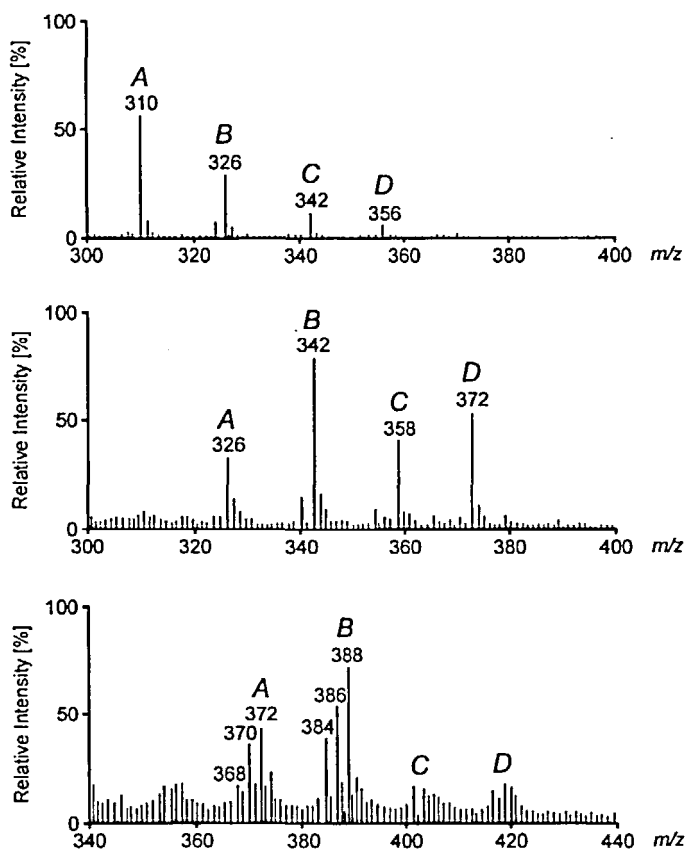 100
A
310
B
326
C
342
D
356
50
0
Relative Intensity [%]
300 320 340 360 380 400 m/z
100
B
342
D
372
C
358
A
326
50
0
Relative Intensity [%]
300 320 340 360 380 400 m/z
100
B
388
386
A
372
370
384
368
C
D
50
0
Relative Intensity [%]
340 360 380 400 420 440 m/z